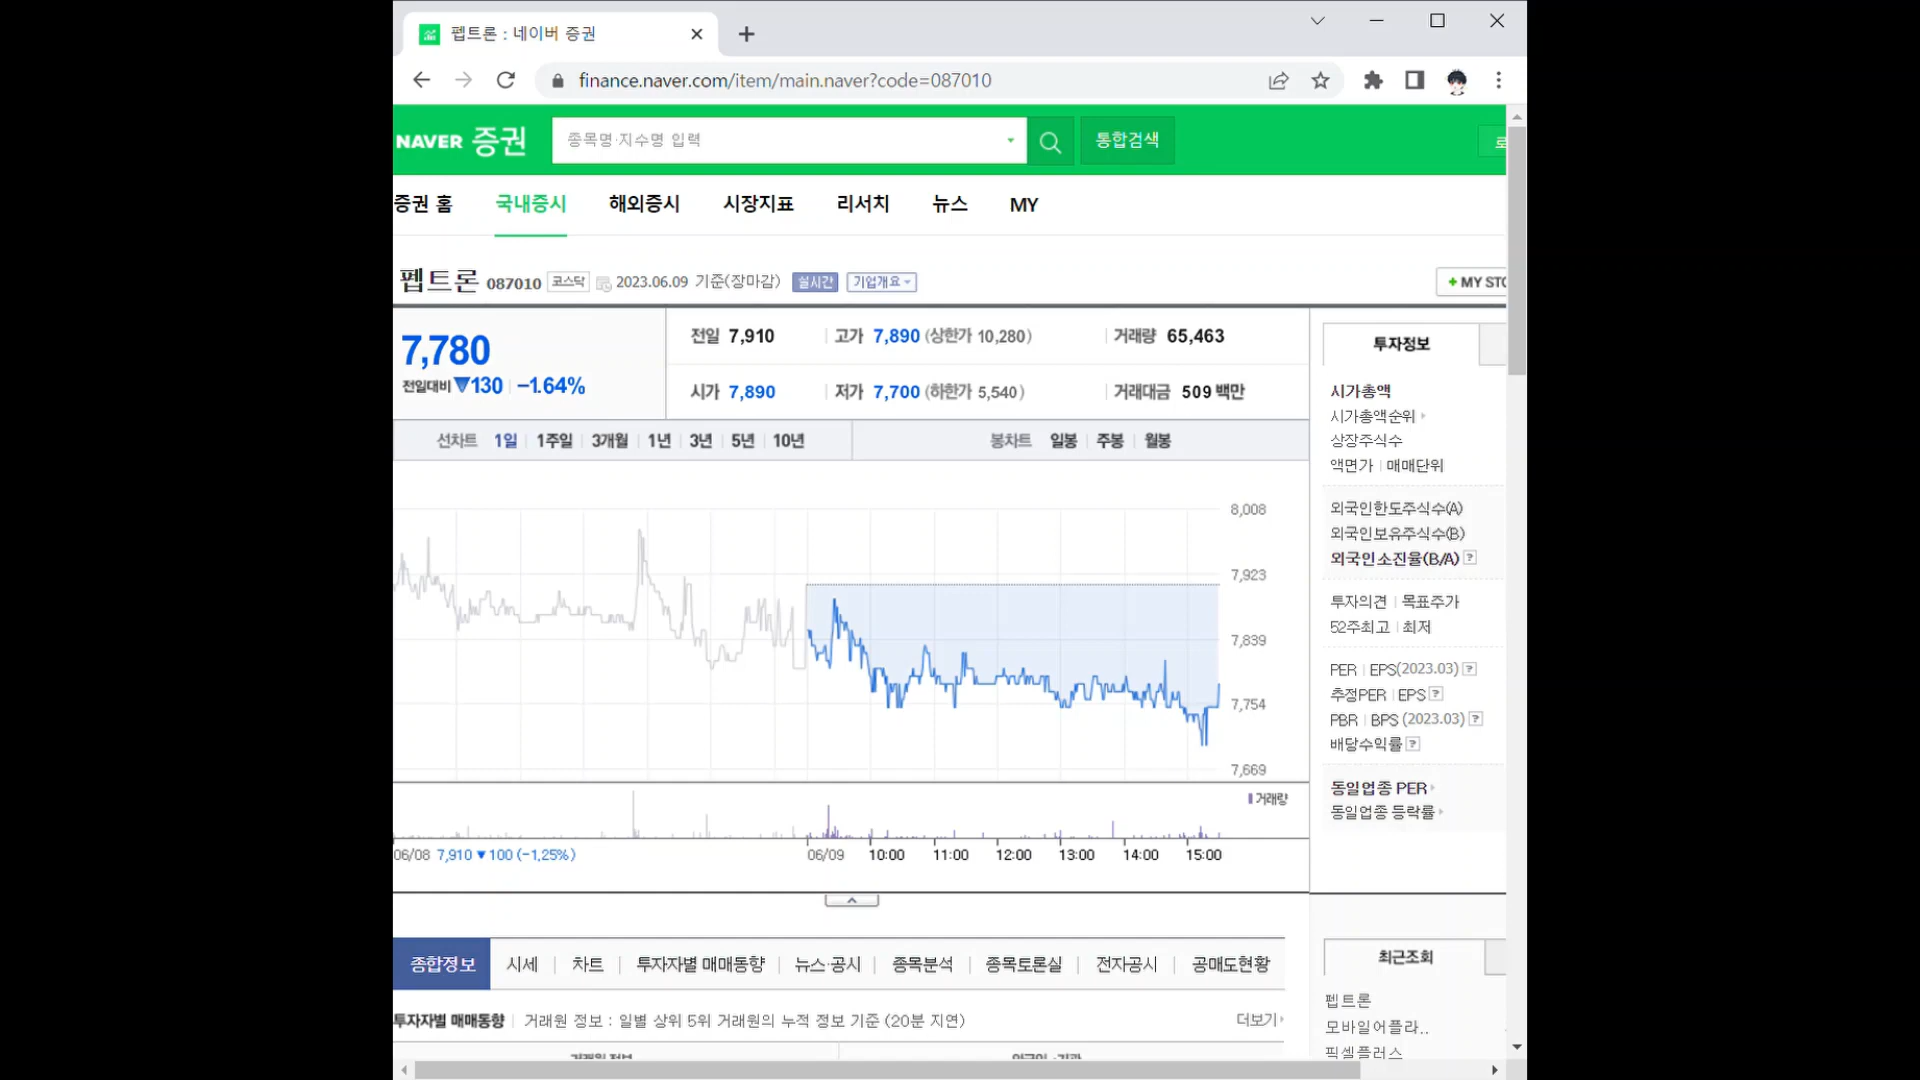 펩트론 : 네이버 증권
finance.naver.com/item/main.naver?code=087010
NAVER 증권
종목명·지수명 입력
통합검색
증권 홈 국내증시 해외증시 시장지표 리서치 뉴스 MY
펩트론 087010 코스닥 2023.06.09 기준(장마감) 실시간 기업개요
+ MY STO
7,780
전일대비 ▼130 -1.64%
전일 7,910 고가 7,890 (상한가 10,280) 거래량 65,463
시가 7,890 저가 7,700 (하한가 5,540) 거래대금 509 백만
선차트 1일 1주일 3개월 1년 3년 5년 10년 봉차트 일봉 주봉 월봉
8,008
7,923
7,839
7,754
7,669
거래량
06/08 7,910 ▼100 (-1,25%) 06/09 10:00 11:00 12:00 13:00 14:00 15:00
투자정보
시가총액
시가총액순위
상장주식수
액면가 | 매매단위
외국인한도주식수(A)
외국인보유주식수(B)
외국인소진율(B/A) ?
투자의견 | 목표주가
52주최고 | 최저
PER | EPS(2023.03) ?
추정PER | EPS ?
PBR | BPS (2023.03) ?
배당수익률 ?
동일업종 PER
동일업종 등락률
종합정보 시세 차트 투자자별 매매동향 뉴스·공시 종목분석 종목토론실 전자공시 공매도현황
투자자별 매매동향 | 거래원 정보 : 일별 상위 5위 거래원의 누적 정보 기준 (20분 지연) 더보기
최근조회
펩트론
모바일어플라..
픽셀플러스